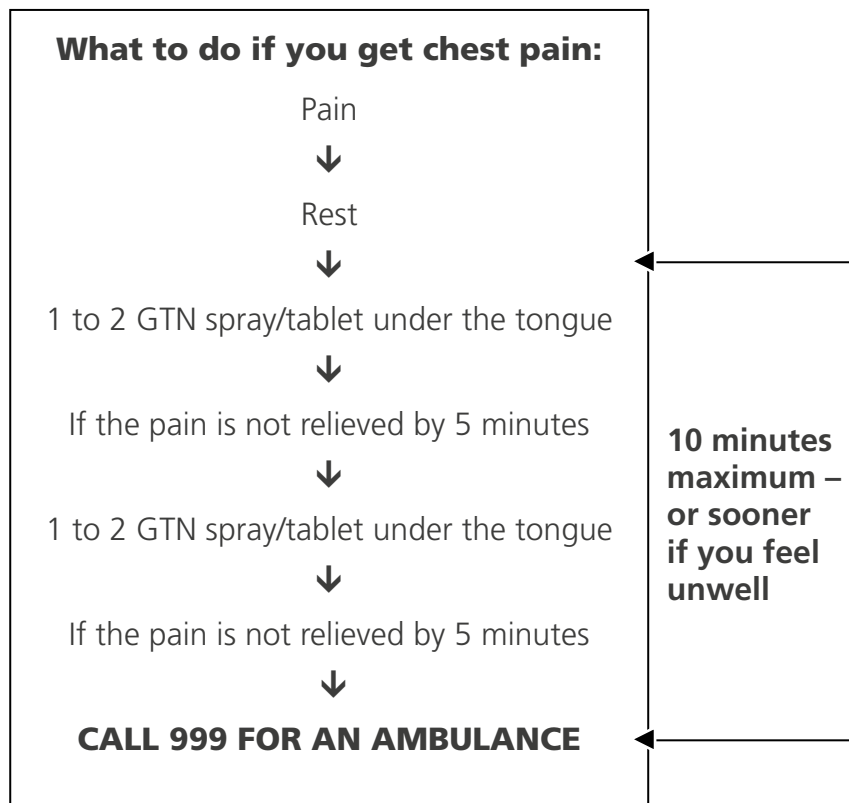 What to do if you get chest pain:
Pain
Rest
1 to 2 GTN spray/tablet under the tongue
If the pain is not relieved by 5 minutes
1 to 2 GTN spray/tablet under the tongue
If the pain is not relieved by 5 minutes
CALL 999 FOR AN AMBULANCE
10 minutes
maximum –
or sooner
if you feel
unwell